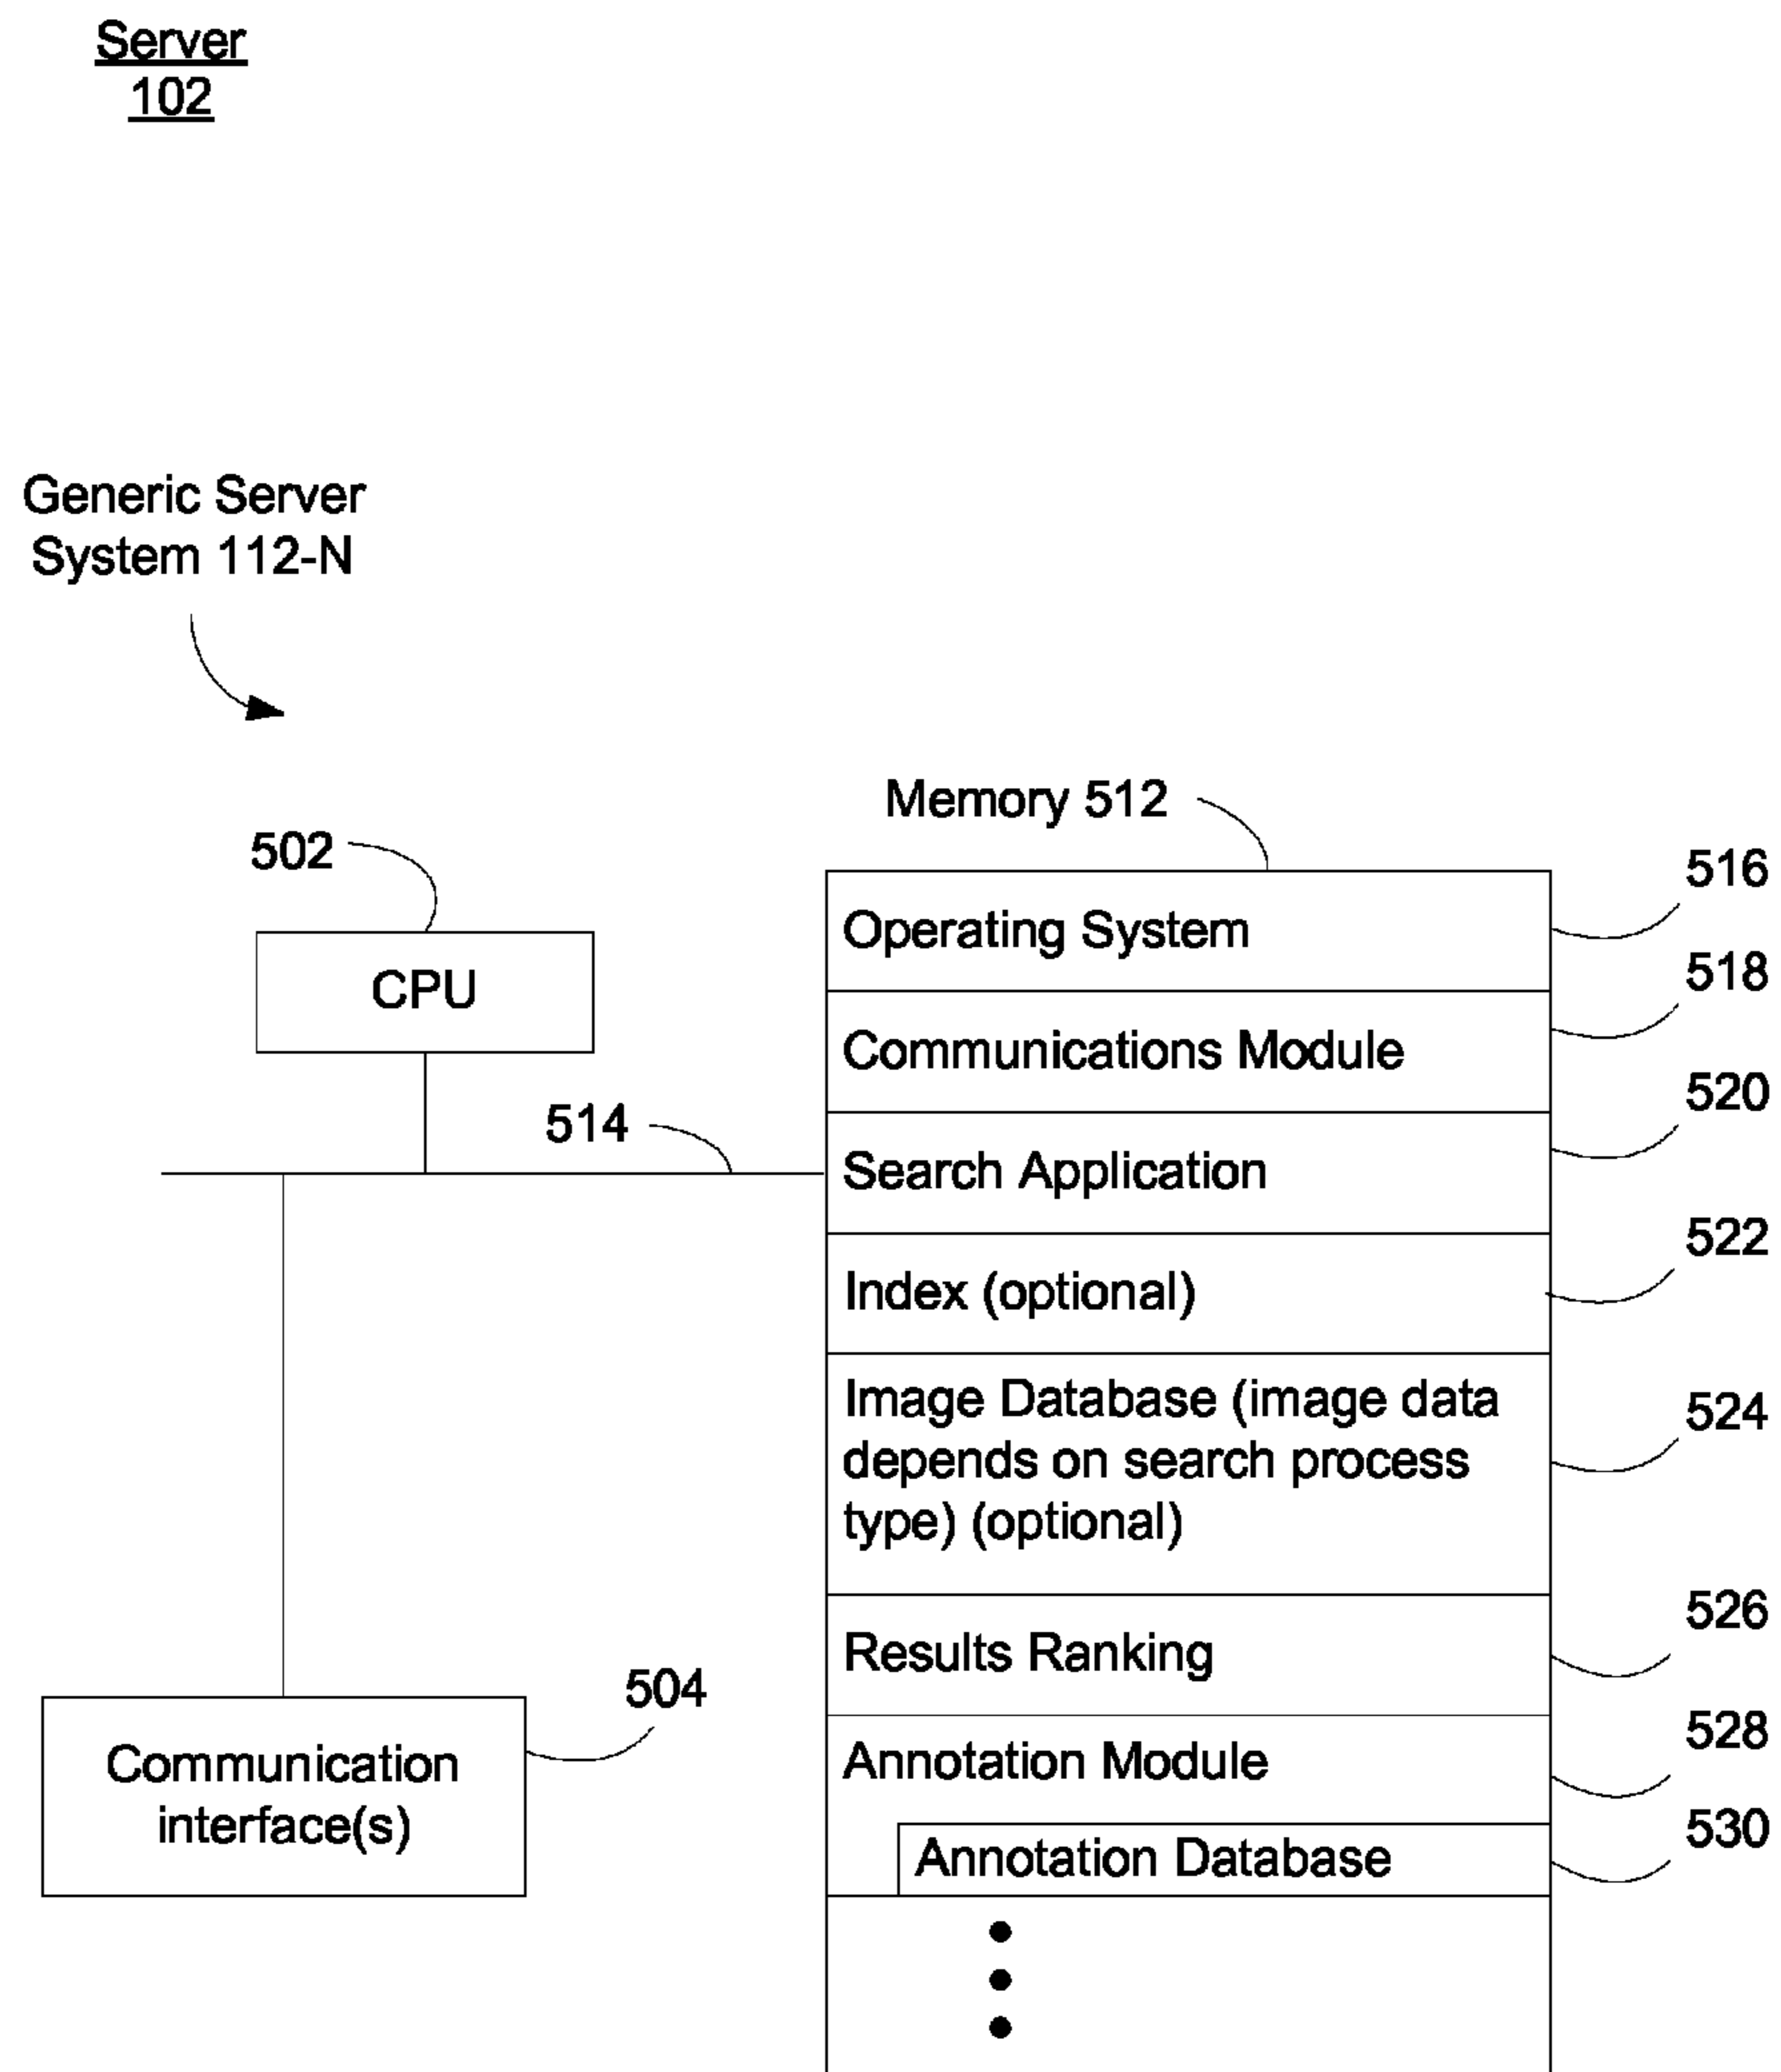 Server
102
Generic Server
System 112-N
Memory 512
502
516
Operating System
CPU
518
Communications Module
520
514
Search Application
522
Index (optional)
Image Database (image data
depends on search process
type) (optional)
524
526
Results Ranking
504
528
Communication
interface(s)
Annotation Module
530
Annotation Database